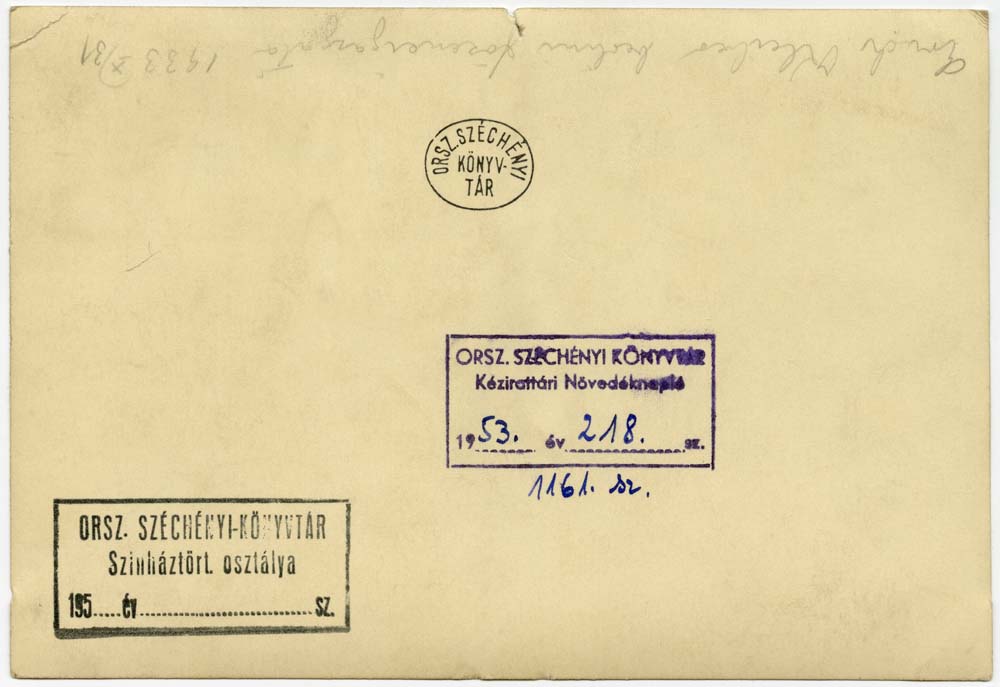 1933 X/31
ORSZ. SZÉCHÉNYI
KÖNYV-
TÁR
ORSZ. SZÉCHÉNYI KÖNYVTÁR
Kézirattári Növedéknapló
1953. év 218. sz.
1161. sz.
ORSZ. SZÉCHÉNYI-KÖNYVTÁR
Szinháztört. osztálya
195..... év.............................. sz.